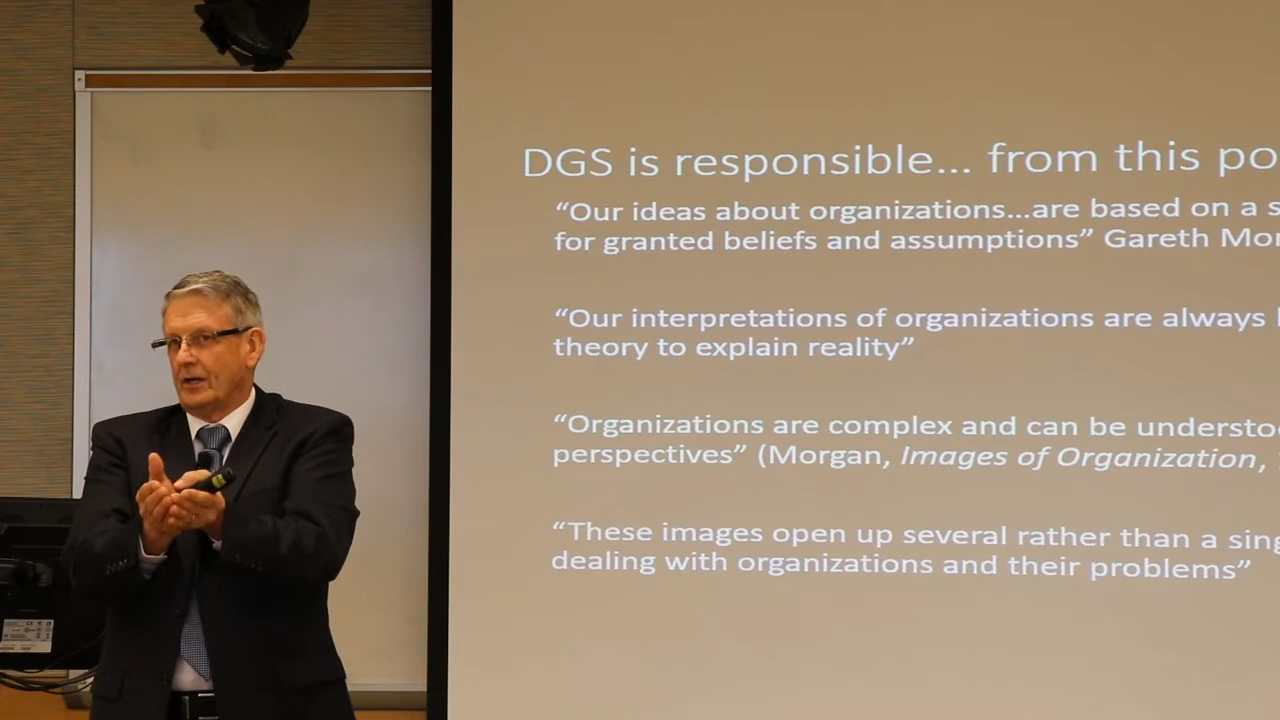 DGS is responsible... from this po
“Our ideas about organizations...are based on a s
for granted beliefs and assumptions” Gareth Mor
“Our interpretations of organizations are always
theory to explain reality”
“Organizations are complex and can be understo
perspectives” (Morgan, Images of Organization,
“These images open up several rather than a sing
dealing with organizations and their problems”